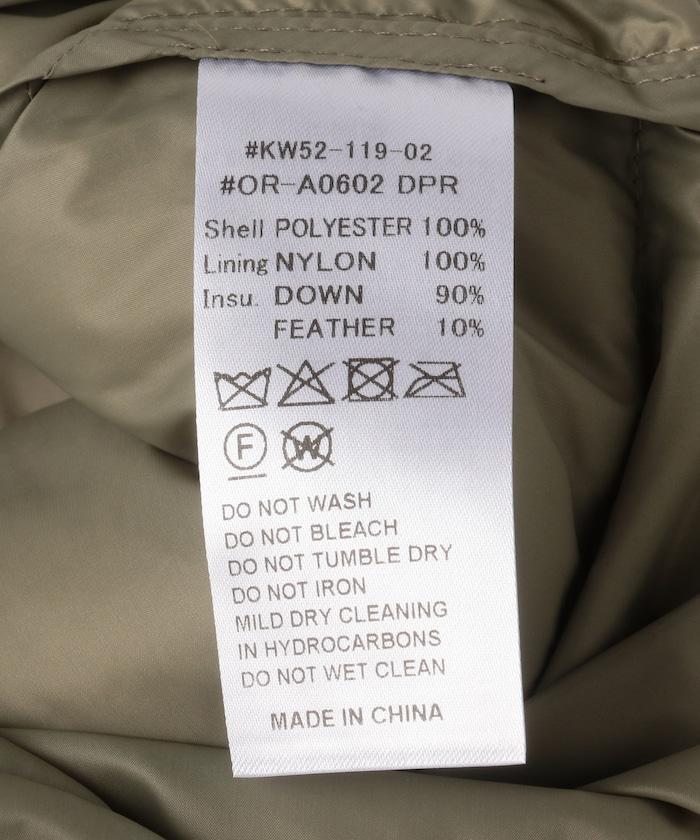 #KW52-119-02
#OR-A0602 DPR
Shell POLYESTER 100%
Lining NYLON 100%
Insu. DOWN 90%
FEATHER 10%
F W
DO NOT WASH
DO NOT BLEACH
DO NOT TUMBLE DRY
DO NOT IRON
MILD DRY CLEANING
IN HYDROCARBONS
DO NOT WET CLEAN
MADE IN CHINA